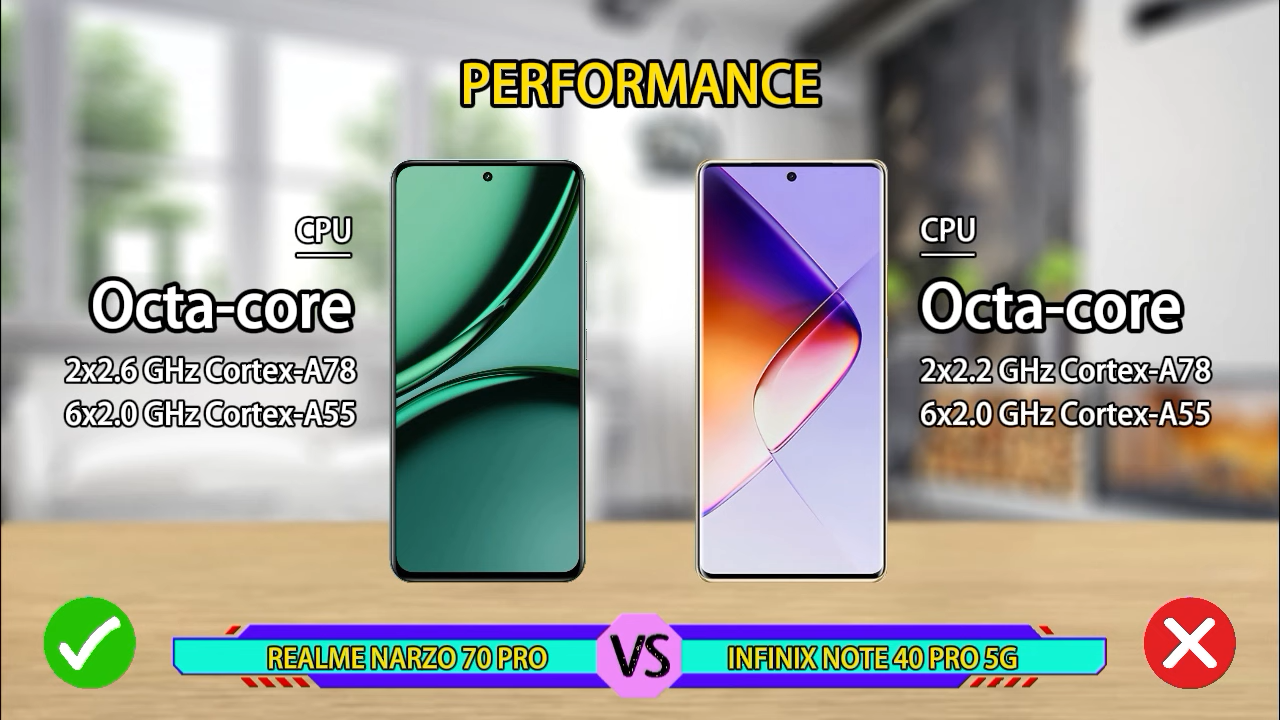 PERFORMANCE
CPU
Octa-core
2x2.6 GHz Cortex-A78
6x2.0 GHz Cortex-A55
CPU
Octa-core
2x2.2 GHz Cortex-A78
6x2.0 GHz Cortex-A55
REALME NARZO 70 PRO
VS
INFINIX NOTE 40 PRO 5G